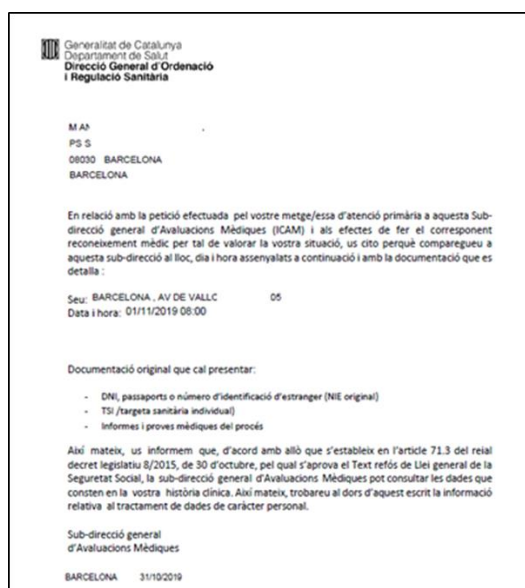 Generalitat de Catalunya
Departament de Salut
Direcció General d'Ordenació
i Regulació Sanitària
M
PS S
08030 BARCELONA
BARCELONA
En relació amb la petició efectuada pel vostre metge/essa d'atenció primària a aquesta Sub-
direcció general d'Avaluacions Mèdiques (ICAM) i als efectes de fer el corresponent
reconeixement mèdic per tal de valorar la vostra situació, us cito perquè comparegueu a
aquesta sub-direcció al lloc, dia i hora assenyalats a continuació i amb la documentació que es
detalla :
Seu: BARCELONA , AV DE VALLC 05
Data i hora: 01/11/2019 08:00
Documentació original que cal presentar:
- DNI, passaports o número d'identificació d'estranger (NIE original)
- TSI /targeta sanitària individual)
- Informes i proves mèdiques del procés
Així mateix, us informem que, d'acord amb allò que s'estableix en l'article 71.3 del reial
decret legislatiu 8/2015, de 30 d'octubre, pel qual s'aprova el Text refós de Llei general de la
Seguretat Social, la sub-direcció general d'Avaluacions Mèdiques pot consultar les dades que
consten en la vostra història clínica. Així mateix, trobareu al dors d'aquest escrit la informació
relativa al tractament de dades de caràcter personal.
Sub-direcció general
d'Avaluacions Mèdiques
BARCELONA 31/10/2019